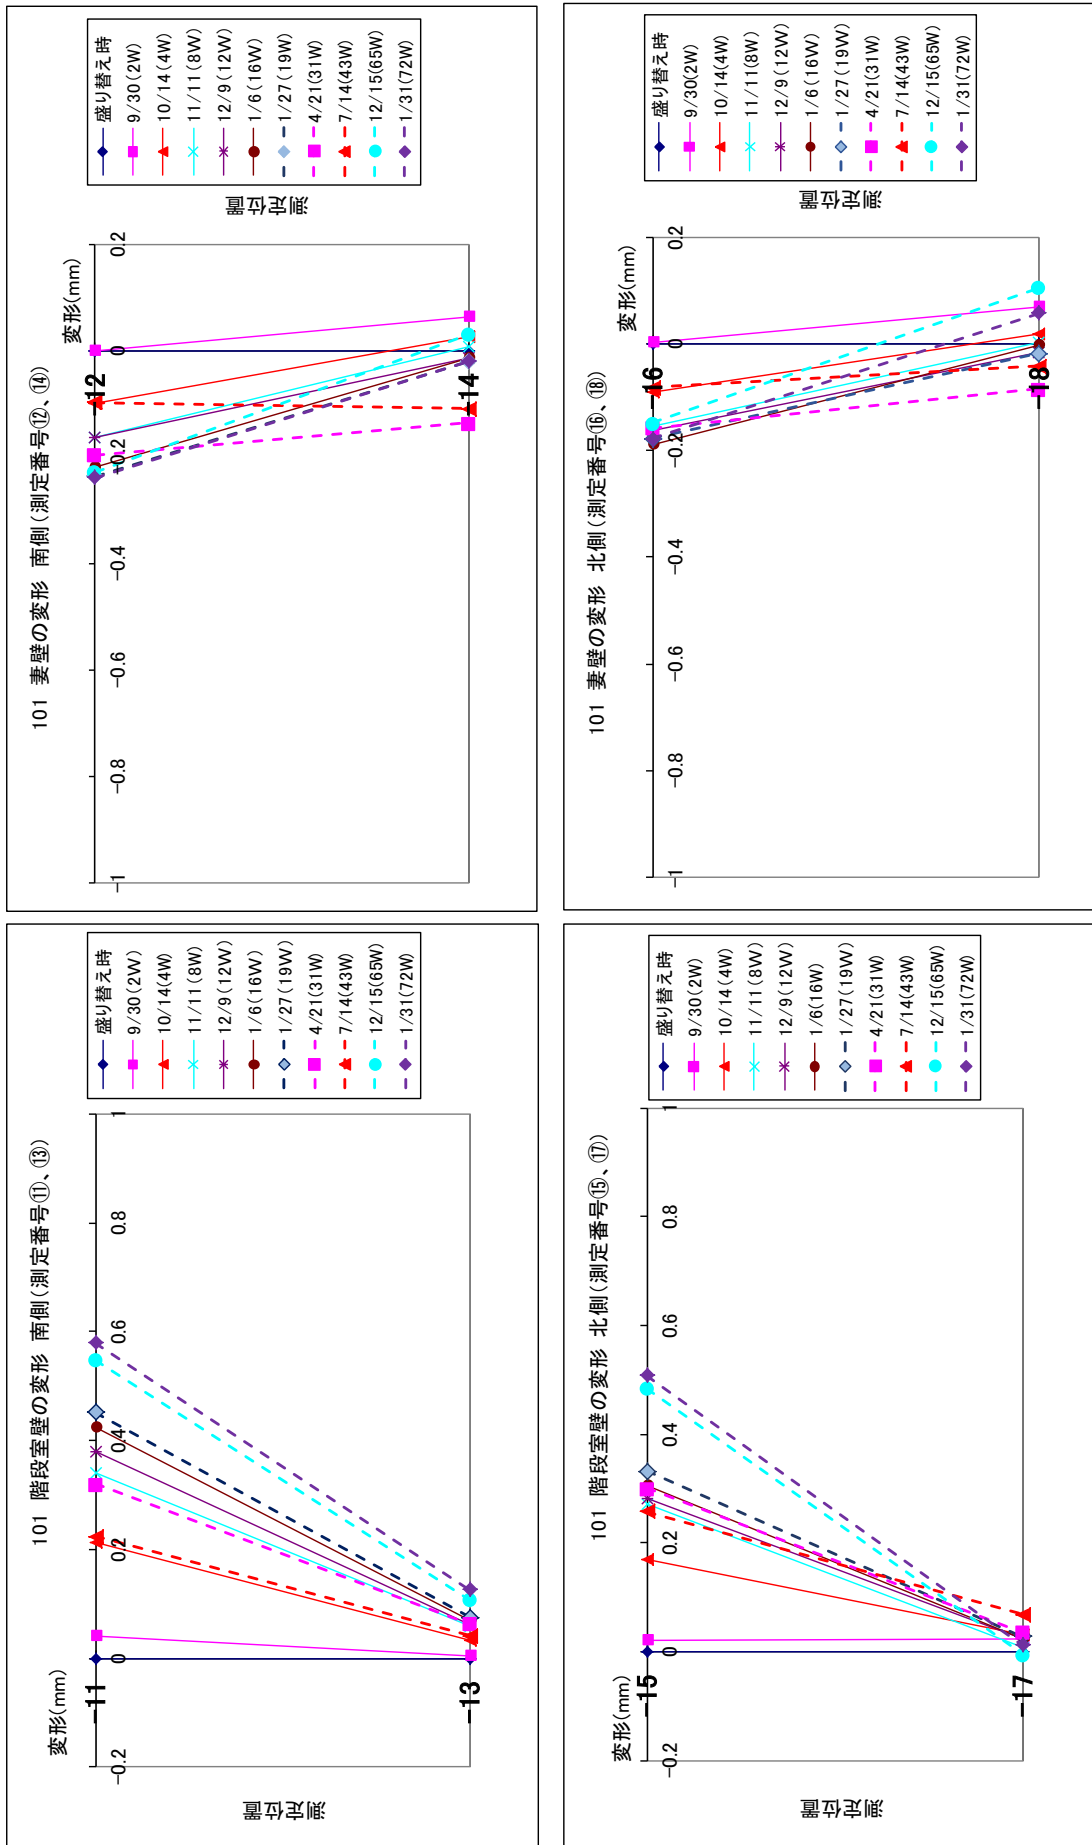 101 階段室壁の変形 南側(測定番号⑪、⑬)
変形(mm)
-0.2
0
0.2
0.4
0.6
0.8
1
-11
-13
測定位置
盛り替え時
9/30(2W)
10/14(4W)
11/11(8W)
12/9(12W)
1/6(16W)
1/27(19W)
4/21(31W)
7/14(43W)
12/15(65W)
1/31(72W)
101 妻壁の変形 南側(測定番号⑫、⑭)
変形(mm)
-1
-0.8
-0.6
-0.4
-0.2
0
0.2
-12
-14
測定位置
盛り替え時
9/30(2W)
10/14(4W)
11/11(8W)
12/9(12W)
1/6(16W)
1/27(19W)
4/21(31W)
7/14(43W)
12/15(65W)
1/31(72W)
101 階段室壁の変形 北側(測定番号⑮、⑰)
変形(mm)
-0.2
0
0.2
0.4
0.6
0.8
1
-15
-17
測定位置
盛り替え時
9/30(2W)
10/14(4W)
11/11(8W)
12/9(12W)
1/6(16W)
1/27(19W)
4/21(31W)
7/14(43W)
12/15(65W)
1/31(72W)
101 妻壁の変形 北側(測定番号⑯、⑱)
変形(mm)
-1
-0.8
-0.6
-0.4
-0.2
0
0.2
-16
-18
測定位置
盛り替え時
9/30(2W)
10/14(4W)
11/11(8W)
12/9(12W)
1/6(16W)
1/27(19W)
4/21(31W)
7/14(43W)
12/15(65W)
1/31(72W)